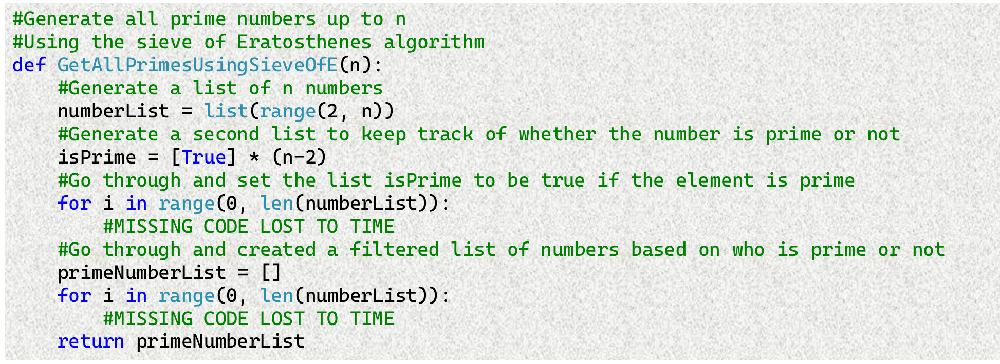 #Generate all prime numbers up to n
#Using the sieve of Eratosthenes algorithm
def GetAllPrimesUsingSieveOfE(n):
    #Generate a list of n numbers
    numberList = list(range(2, n))
    #Generate a second list to keep track of whether the number is prime or not
    isPrime = [True] * (n-2)
    #Go through and set the list isPrime to be true if the element is prime
    for i in range(0, len(numberList)):
        #MISSING CODE LOST TO TIME
    #Go through and created a filtered list of numbers based on who is prime or not
    primeNumberList = []
    for i in range(0, len(numberList)):
        #MISSING CODE LOST TO TIME
    return primeNumberList